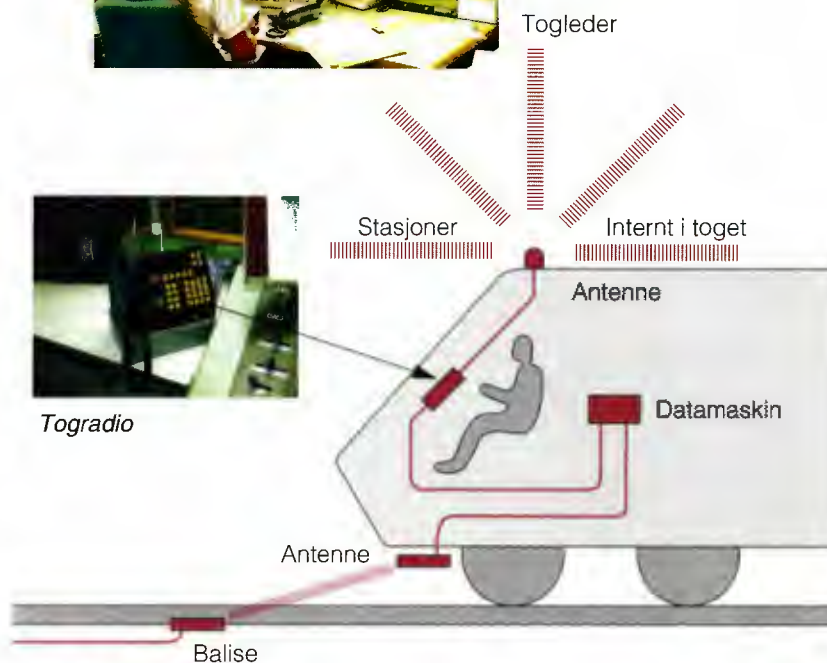 Togleder
Stasjoner
Internt i toget
Antenne
Datamaskin
Togradio
Antenne
Balise